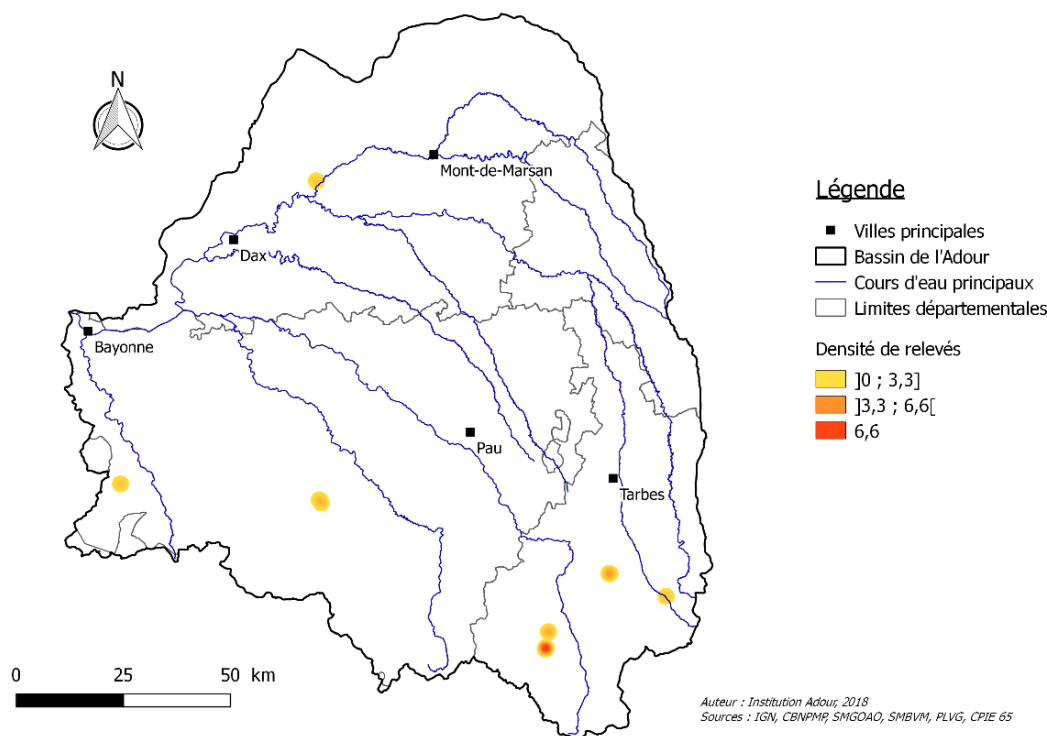 N
Mont-de-Marsan
Dax
Bayonne
Pau
Tarbes
Légende
Villes principales
Bassin de l'Adour
Cours d'eau principaux
Limites départementales
Densité de relevés
]0 ; 3,3]
]3,3 ; 6,6[
6,6
0 25 50 km
Auteur : Institution Adour, 2018
Sources : IGN, CBNPMP, SMGOAO, SMBVM, PLVG, CPIE 65